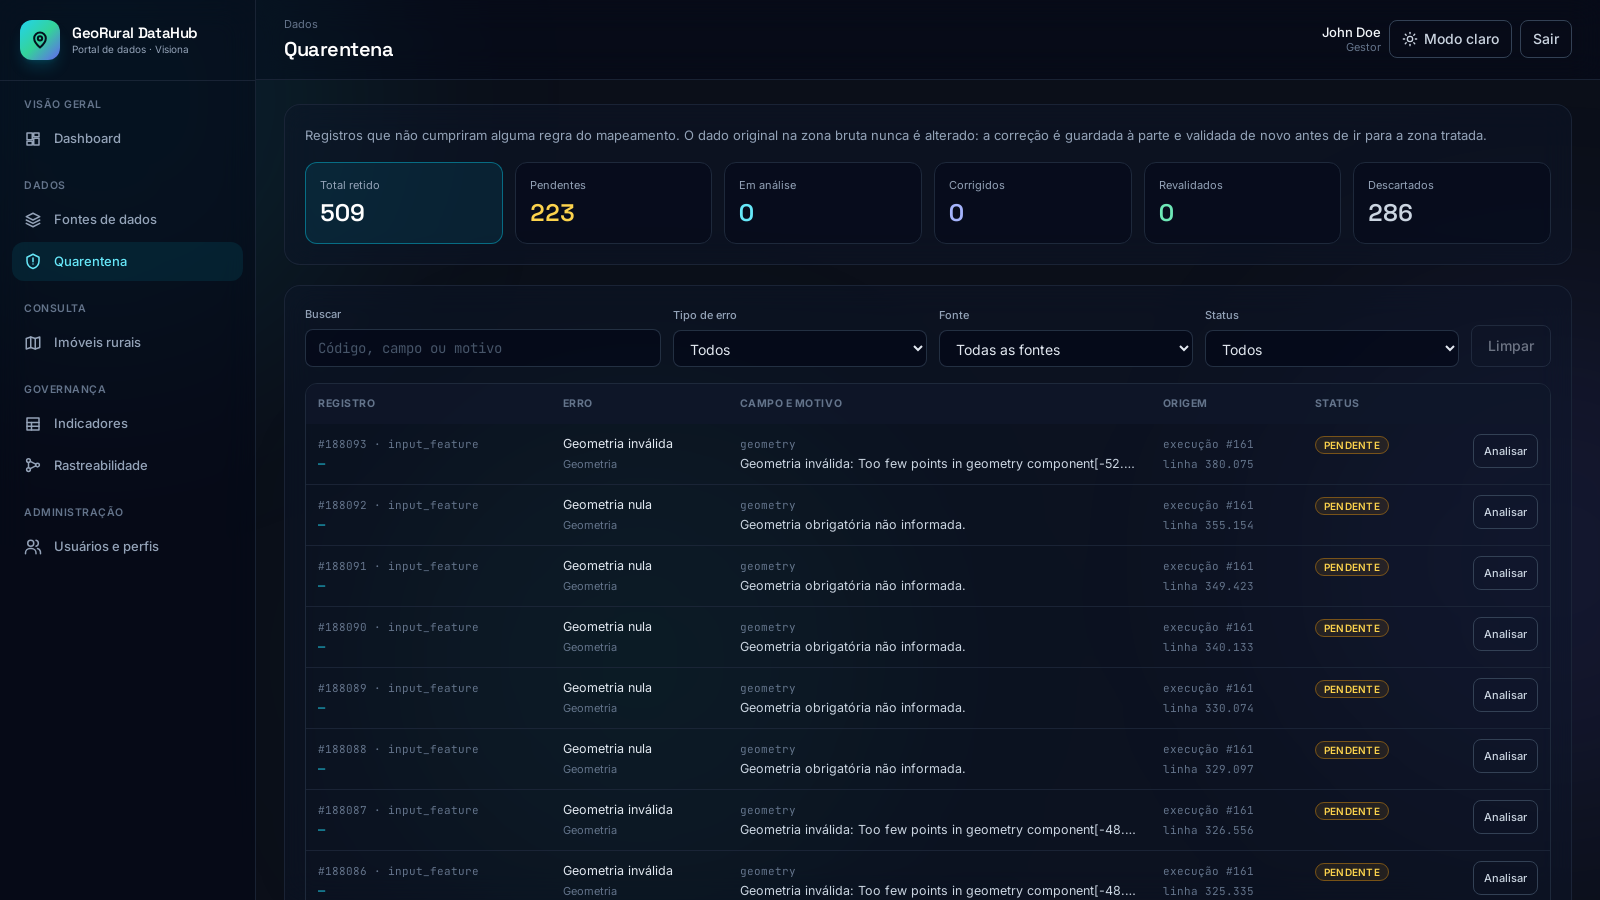 GeoRural DataHub
Portal de dados · Visiona
VISÃO GERAL
Dashboard
DADOS
Fontes de dados
Quarentena
CONSULTA
Imóveis rurais
GOVERNANÇA
Indicadores
Rastreabilidade
ADMINISTRAÇÃO
Usuários e perfis
Dados
Quarentena
John Doe
Gestor
Modo claro
Sair
Registros que não cumpriram alguma regra do mapeamento. O dado original na zona bruta nunca é alterado: a correção é guardada à parte e validada de novo antes de ir para a zona tratada.
Total retido
509
Pendentes
223
Em análise
0
Corrigidos
0
Revalidados
0
Descartados
286
Buscar
Código, campo ou motivo
Tipo de erro
Todos
Fonte
Todas as fontes
Status
Todos
Limpar
REGISTRO ERRO CAMPO E MOTIVO ORIGEM STATUS
#188093 · input_feature Geometria inválida geometry execução #161 PENDENTE Analisar
— Geometria Geometria inválida: Too few points in geometry component[-52.... linha 380.075
#188092 · input_feature Geometria nula geometry execução #161 PENDENTE Analisar
— Geometria Geometria obrigatória não informada. linha 355.154
#188091 · input_feature Geometria nula geometry execução #161 PENDENTE Analisar
— Geometria Geometria obrigatória não informada. linha 349.423
#188090 · input_feature Geometria nula geometry execução #161 PENDENTE Analisar
— Geometria Geometria obrigatória não informada. linha 340.133
#188089 · input_feature Geometria nula geometry execução #161 PENDENTE Analisar
— Geometria Geometria obrigatória não informada. linha 330.074
#188088 · input_feature Geometria nula geometry execução #161 PENDENTE Analisar
— Geometria Geometria obrigatória não informada. linha 329.097
#188087 · input_feature Geometria inválida geometry execução #161 PENDENTE Analisar
— Geometria Geometria inválida: Too few points in geometry component[-48.... linha 326.556
#188086 · input_feature Geometria inválida geometry execução #161 PENDENTE Analisar
— Geometria Geometria inválida: Too few points in geometry component[-48.... linha 325.335